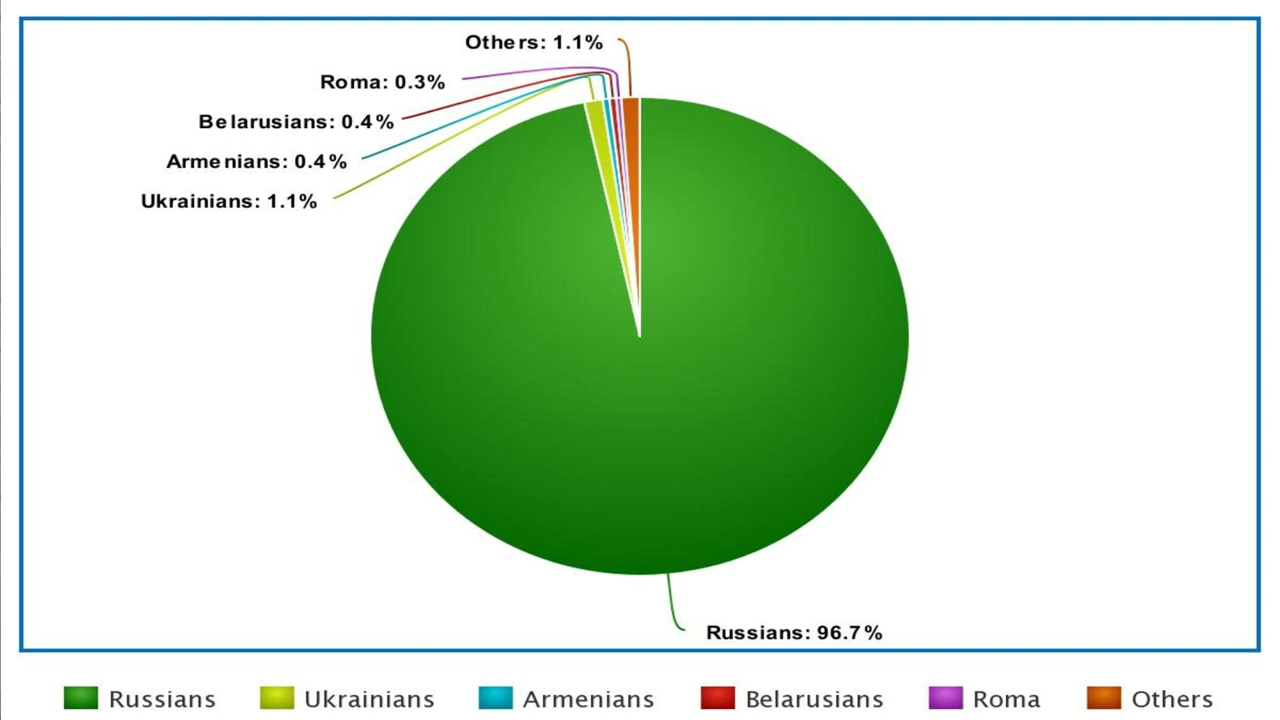 Others: 1.1%
Roma: 0.3%
Belarusians: 0.4%
Armenians: 0.4%
Ukrainians: 1.1%
Russians: 96.7%
Russians Ukrainians Armenians Belarusians Roma Others